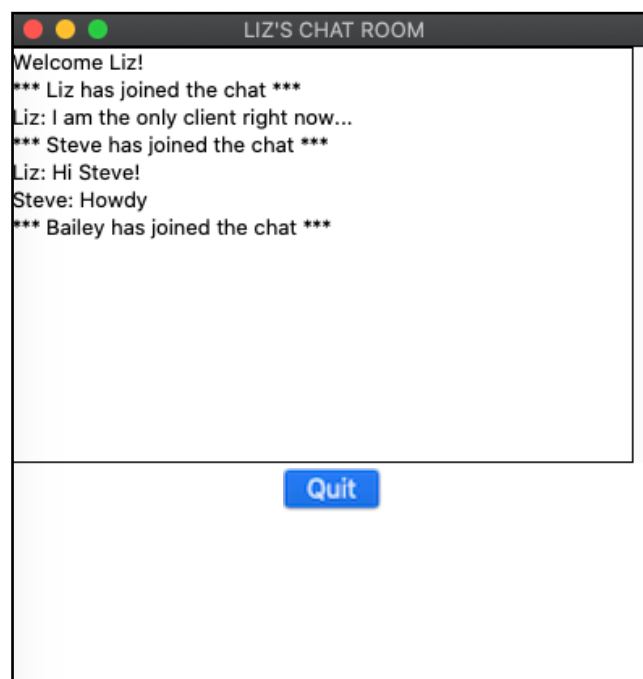 LIZ'S CHAT ROOM
Welcome Liz!
*** Liz has joined the chat ***
Liz: I am the only client right now...
*** Steve has joined the chat ***
Liz: Hi Steve!
Steve: Howdy
*** Bailey has joined the chat ***
Quit